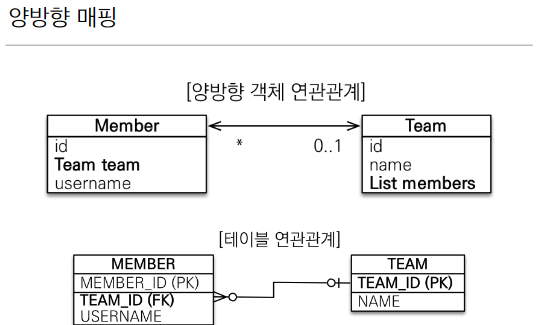 양방향 매핑
[양방향 객체 연관관계]
Member
id
Team team
username
* 0..1
Team
id
name
List members
[테이블 연관관계]
MEMBER
MEMBER_ID (PK)
TEAM_ID (FK)
USERNAME
TEAM
TEAM_ID (PK)
NAME